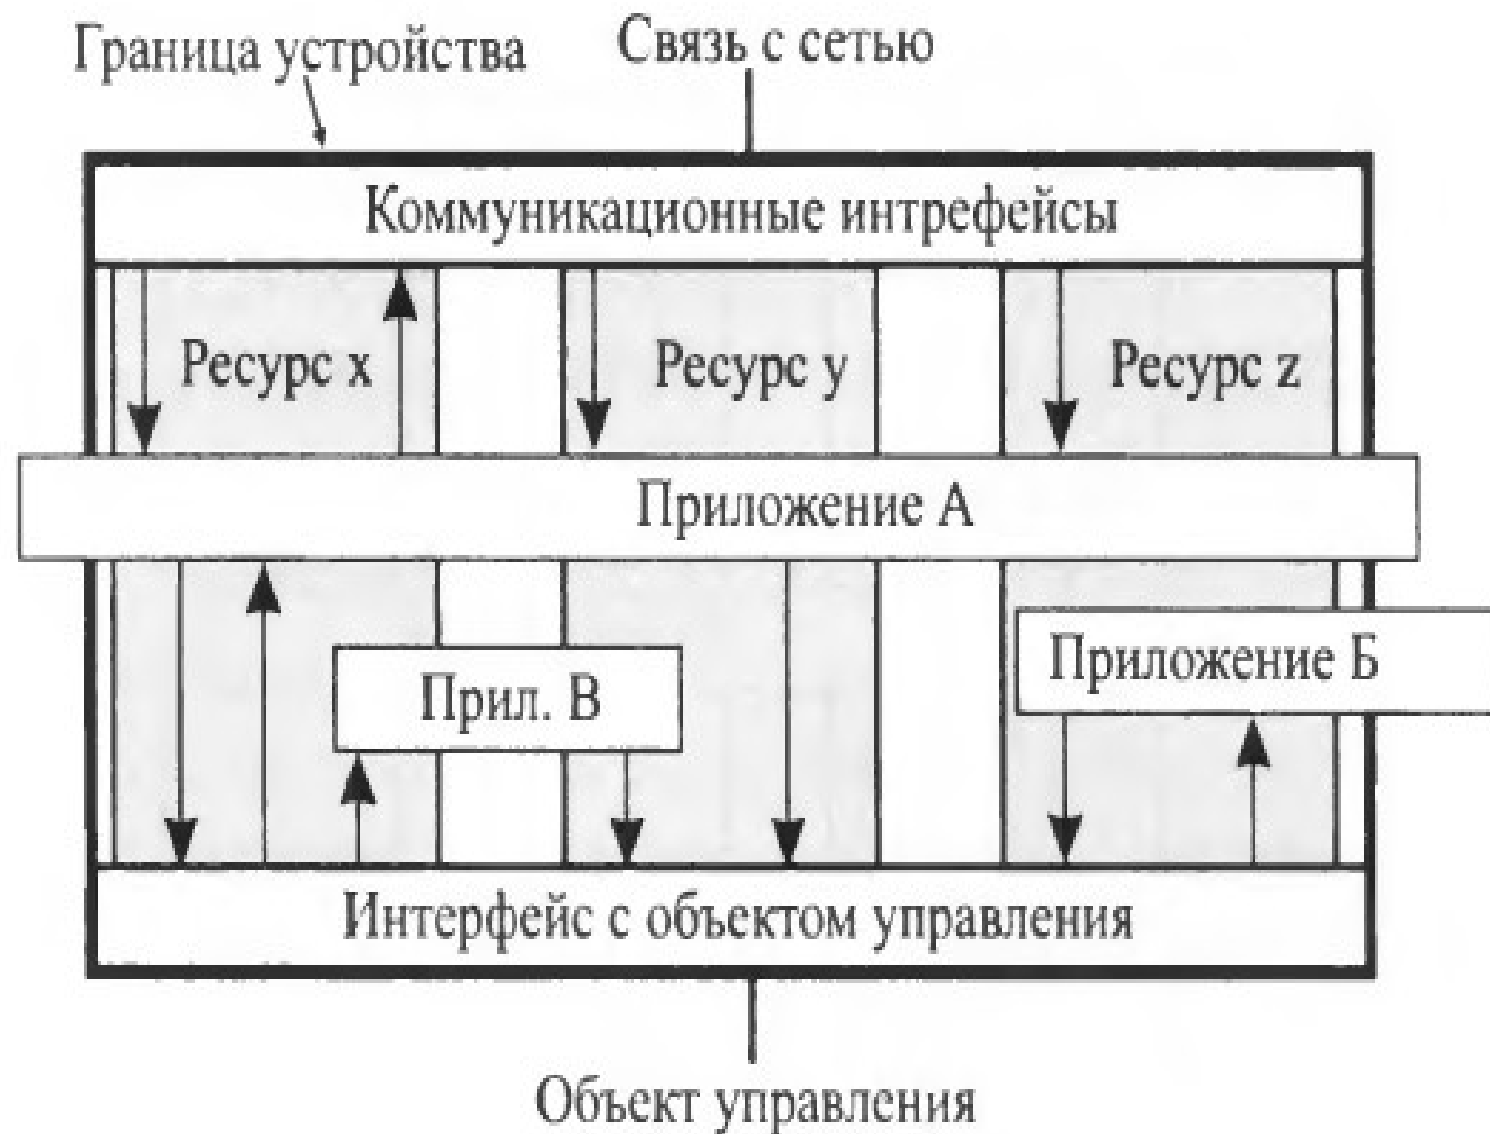 Граница устройства
Связь с сетью
Коммуникационные интрефейсы
Ресурс x
Ресурс y
Ресурс z
Приложение А
Приложение Б
Прил. В
Интерфейс с объектом управления
Объект управления